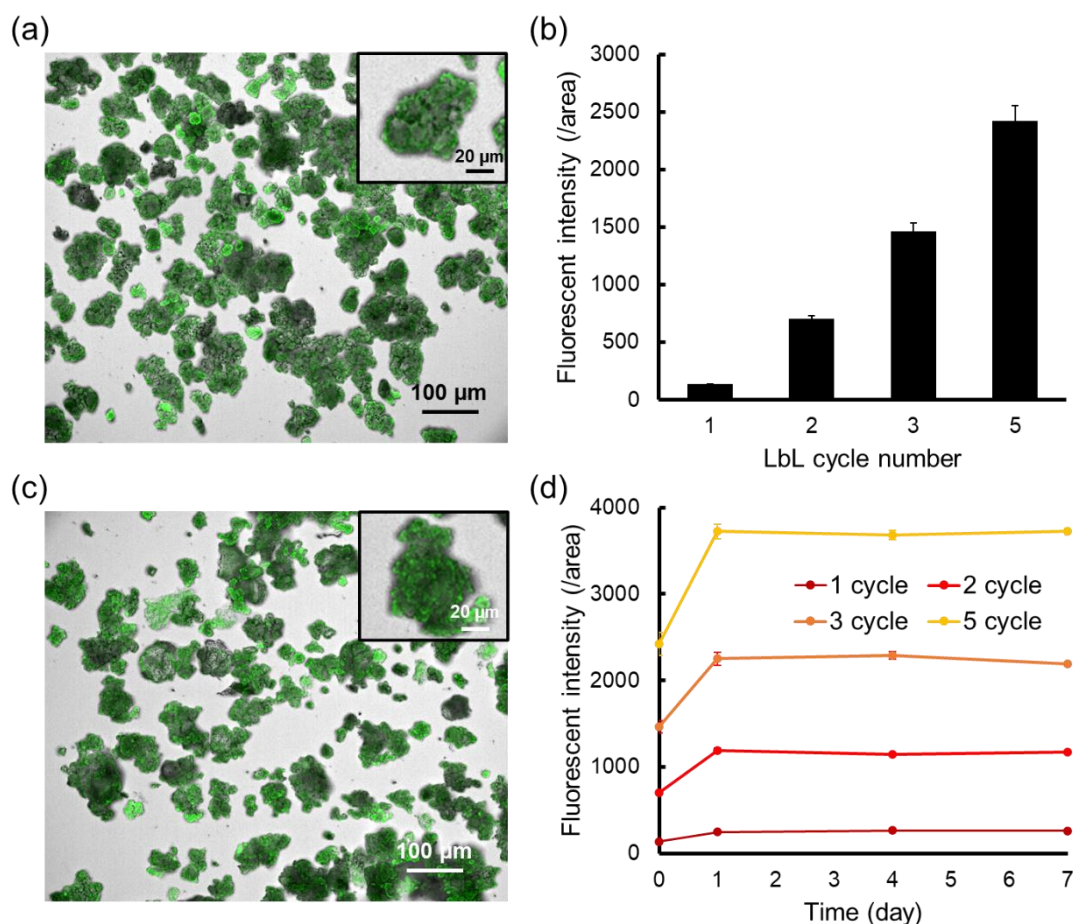 (a)
20 µm
100 µm
(b)
Fluorescent intensity (/area)
3000
2500
2000
1500
1000
500
0
1 2 3 5
LbL cycle number
(c)
20 µm
100 µm
(d)
Fluorescent intensity (/area)
4000
3000
2000
1000
0
1 cycle 2 cycle
3 cycle 5 cycle
0 1 2 3 4 5 6 7
Time (day)